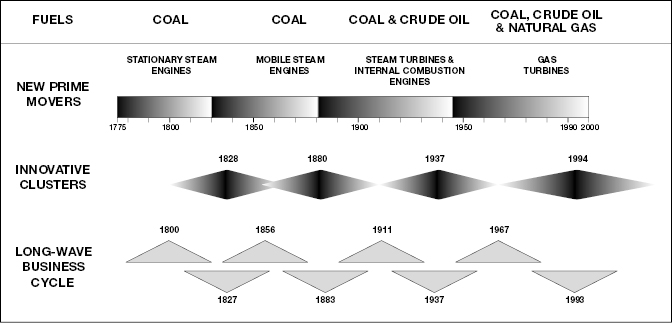 FUELS
COAL
COAL
COAL & CRUDE OIL
COAL, CRUDE OIL
& NATURAL GAS
NEW PRIME
MOVERS
STATIONARY STEAM
ENGINES
MOBILE STEAM
ENGINES
STEAM TURBINES &
INTERNAL COMBUSTION
ENGINES
GAS
TURBINES
1775 1800 1850 1900 1950 1990 2000
INNOVATIVE
CLUSTERS
1828 1880 1937 1994
LONG-WAVE
BUSINESS
CYCLE
1800 1856 1911 1967
1827 1883 1937 1993